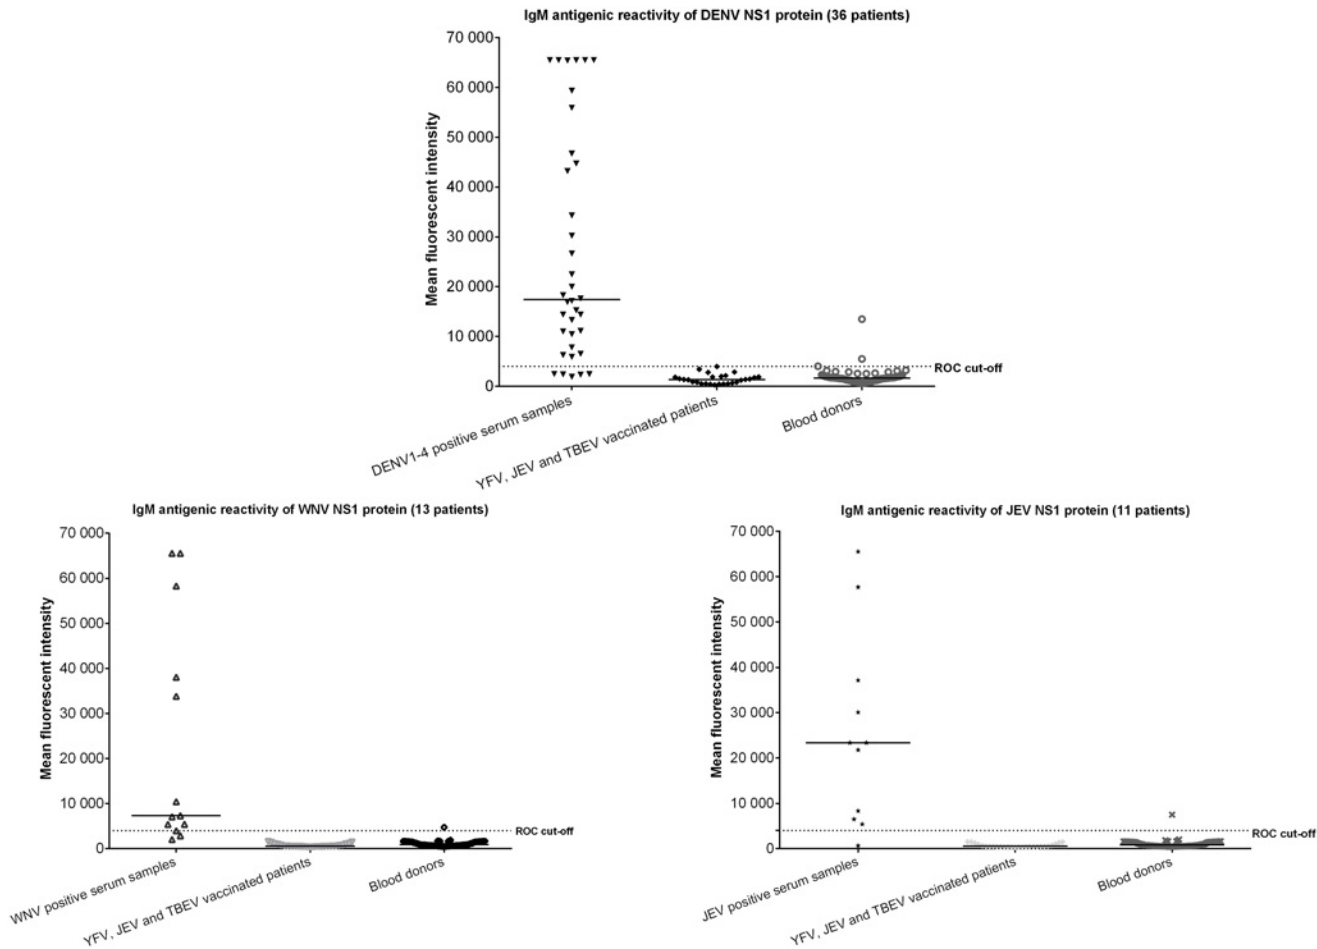 IgM antigenic reactivity of DENV NS1 protein (36 patients)
Mean fluorescent intensity
70 000
60 000
50 000
40 000
30 000
20 000
10 000
0
ROC cut-off
DENV1-4 positive serum samples
YFV, JEV and TBEV vaccinated patients
Blood donors
IgM antigenic reactivity of WNV NS1 protein (13 patients)
Mean fluorescent intensity
70 000
60 000
50 000
40 000
30 000
20 000
10 000
0
ROC cut-off
WNV positive serum samples
YFV, JEV and TBEV vaccinated patients
Blood donors
IgM antigenic reactivity of JEV NS1 protein (11 patients)
Mean fluorescent intensity
70 000
60 000
50 000
40 000
30 000
20 000
10 000
0
ROC cut-off
JEV positive serum samples
YFV, JEV and TBEV vaccinated patients
Blood donors